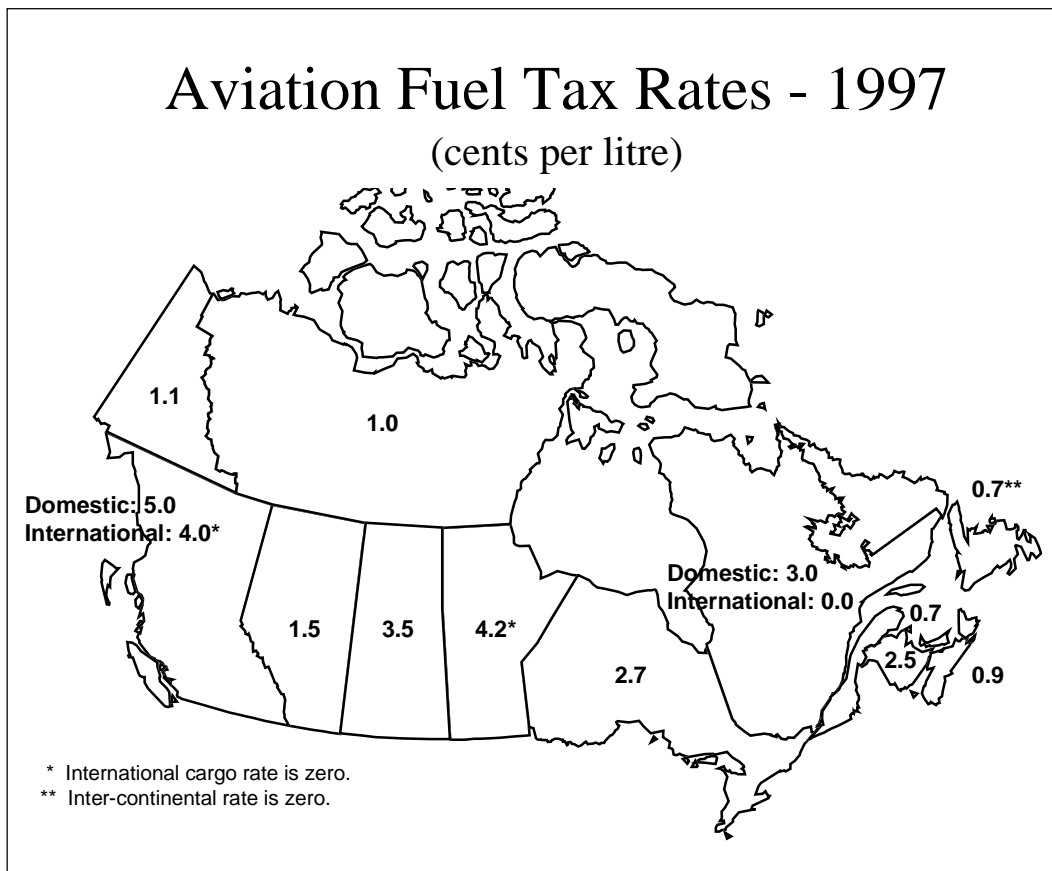 Aviation Fuel Tax Rates - 1997
(cents per litre)
1.1
1.0
0.7**
Domestic: 5.0
International: 4.0*
Domestic: 3.0
International: 0.0
0.7
1.5
3.5
4.2*
2.7
2.5
0.9
* International cargo rate is zero.
** Inter-continental rate is zero.